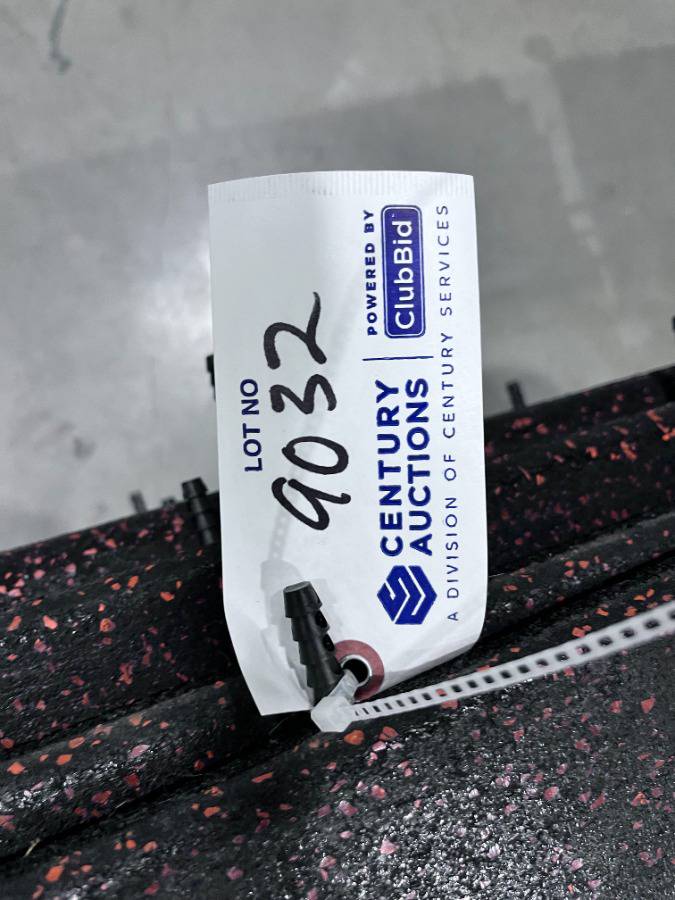 LOT NO
9032
CENTURY
AUCTIONS
POWERED BY
ClubBid
A DIVISION OF CENTURY SERVICES